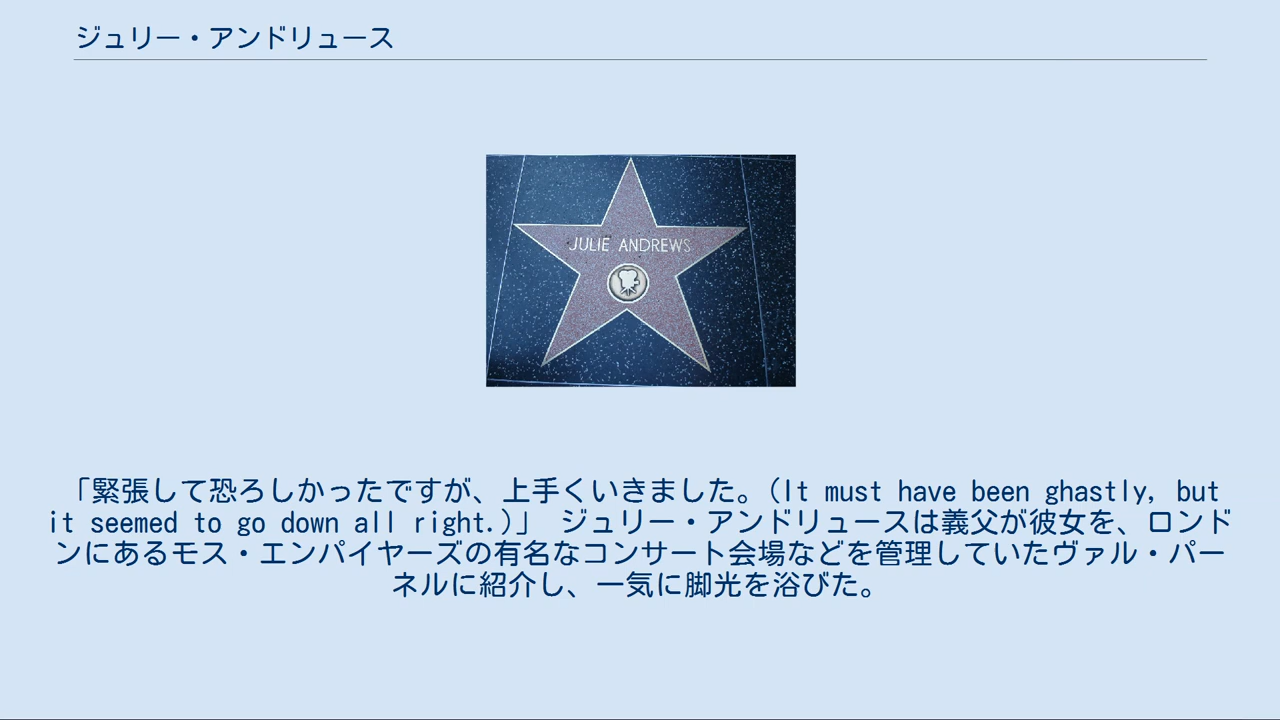 ジュリー・アンドリュース
JULIE ANDREWS
「緊張して恐ろしかったですが、上手くいきました。(It must have been ghastly, but
it seemed to go down all right.)」 ジュリー・アンドリュースは義父が彼女を、ロンド
ンにあるモス・エンパイヤーズの有名なコンサート会場などを管理していたヴァル・パー
ネルに紹介し、一気に脚光を浴びた。